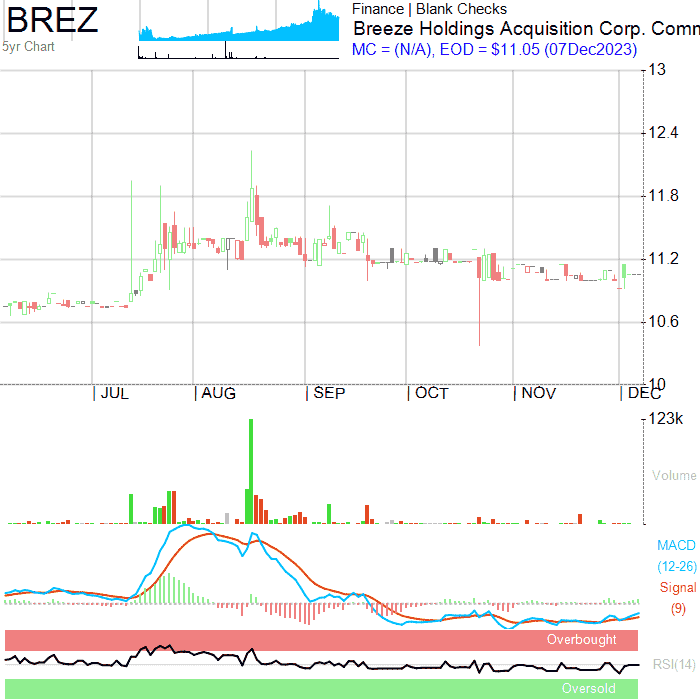 BREZ
5yr Chart
Finance | Blank Checks
Breeze Holdings Acquisition Corp. Comm
MC = (N/A), EOD = $11.05 (07Dec2023)
13
12.4
11.8
11.2
10.6
10
JUL AUG SEP OCT NOV DEC
123k
Volume
MACD
(12-26)
Signal
(9)
Overbought
RSI(14)
Oversold